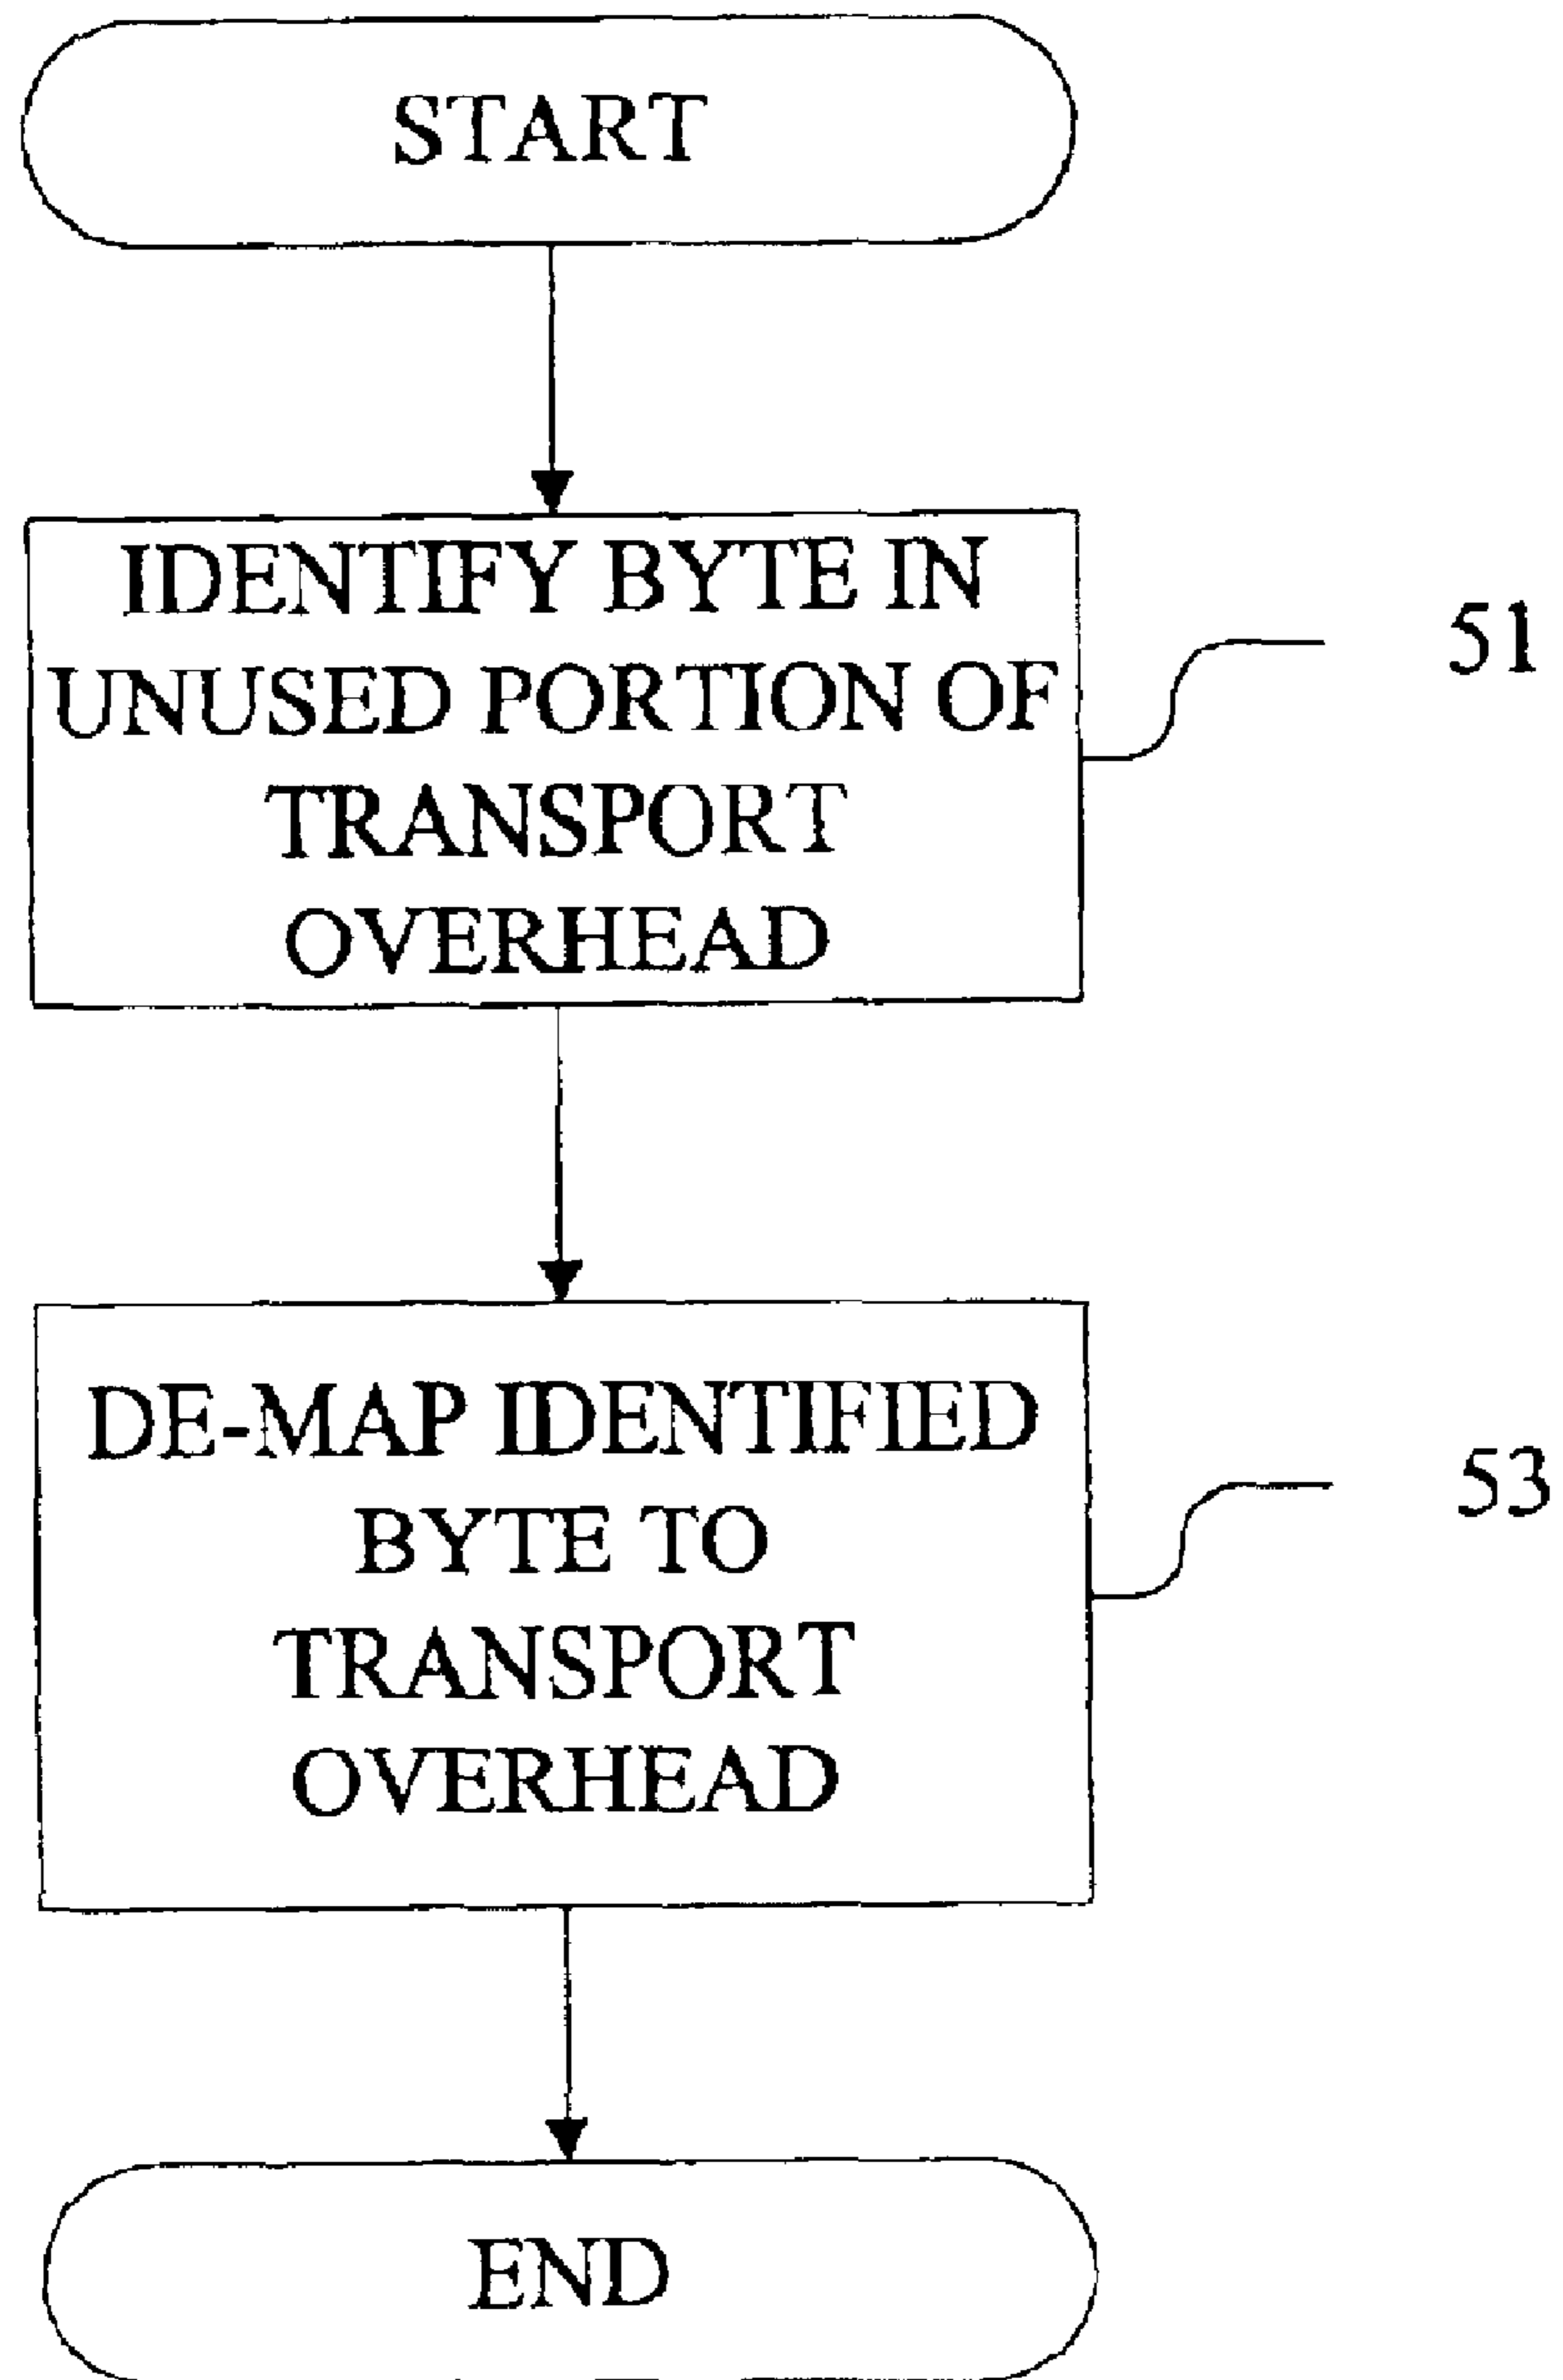 START
IDENTIFY BYTE IN
UNUSED PORTION OF
TRANSPORT
OVERHEAD
51
DE-MAP IDENTIFIED
BYTE TO
TRANSPORT
OVERHEAD
53
END